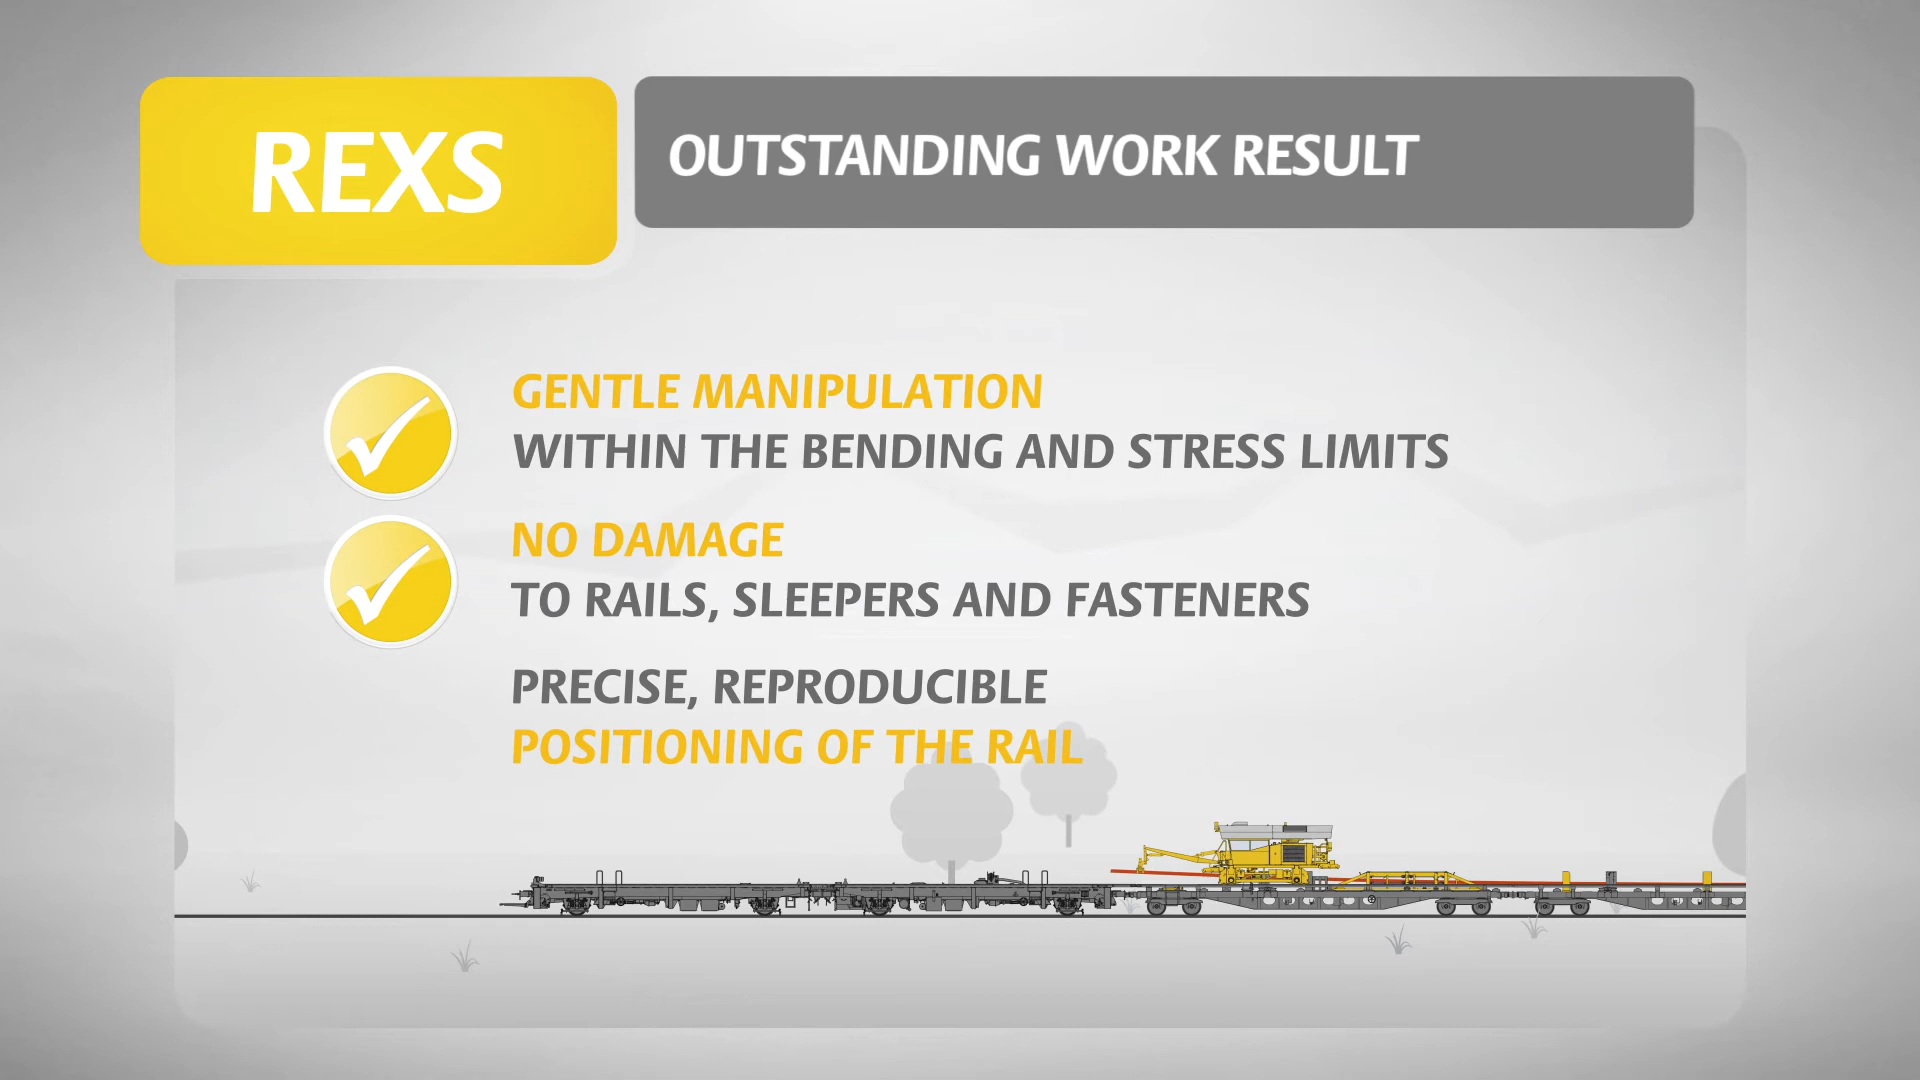 REXS
OUTSTANDING WORK RESULT
GENTLE MANIPULATION
WITHIN THE BENDING AND STRESS LIMITS
NO DAMAGE
TO RAILS, SLEEPERS AND FASTENERS
PRECISE, REPRODUCIBLE
POSITIONING OF THE RAIL